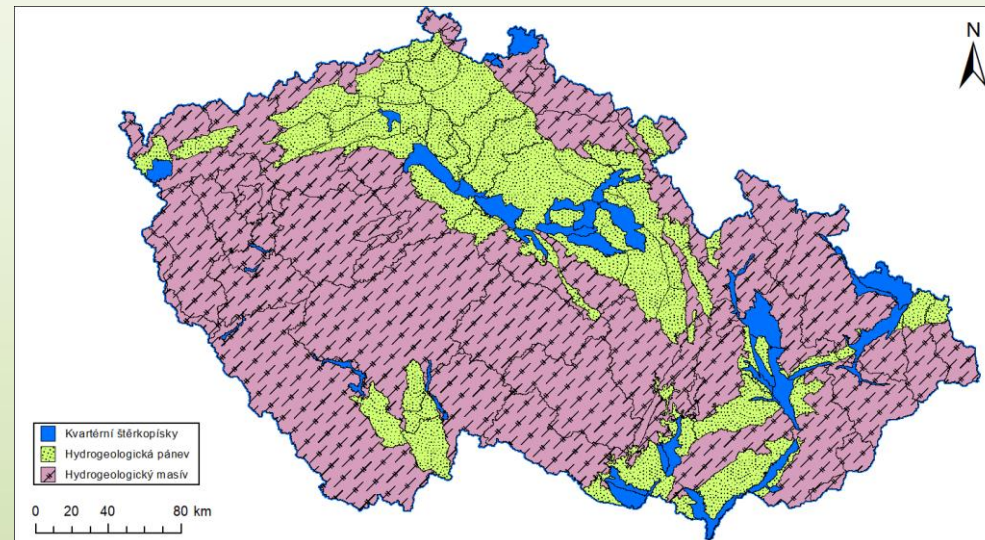 N
Kvartérní štěrkopísky
Hydrogeologická pánev
Hydrogeologický masív
0 20 40 80 km